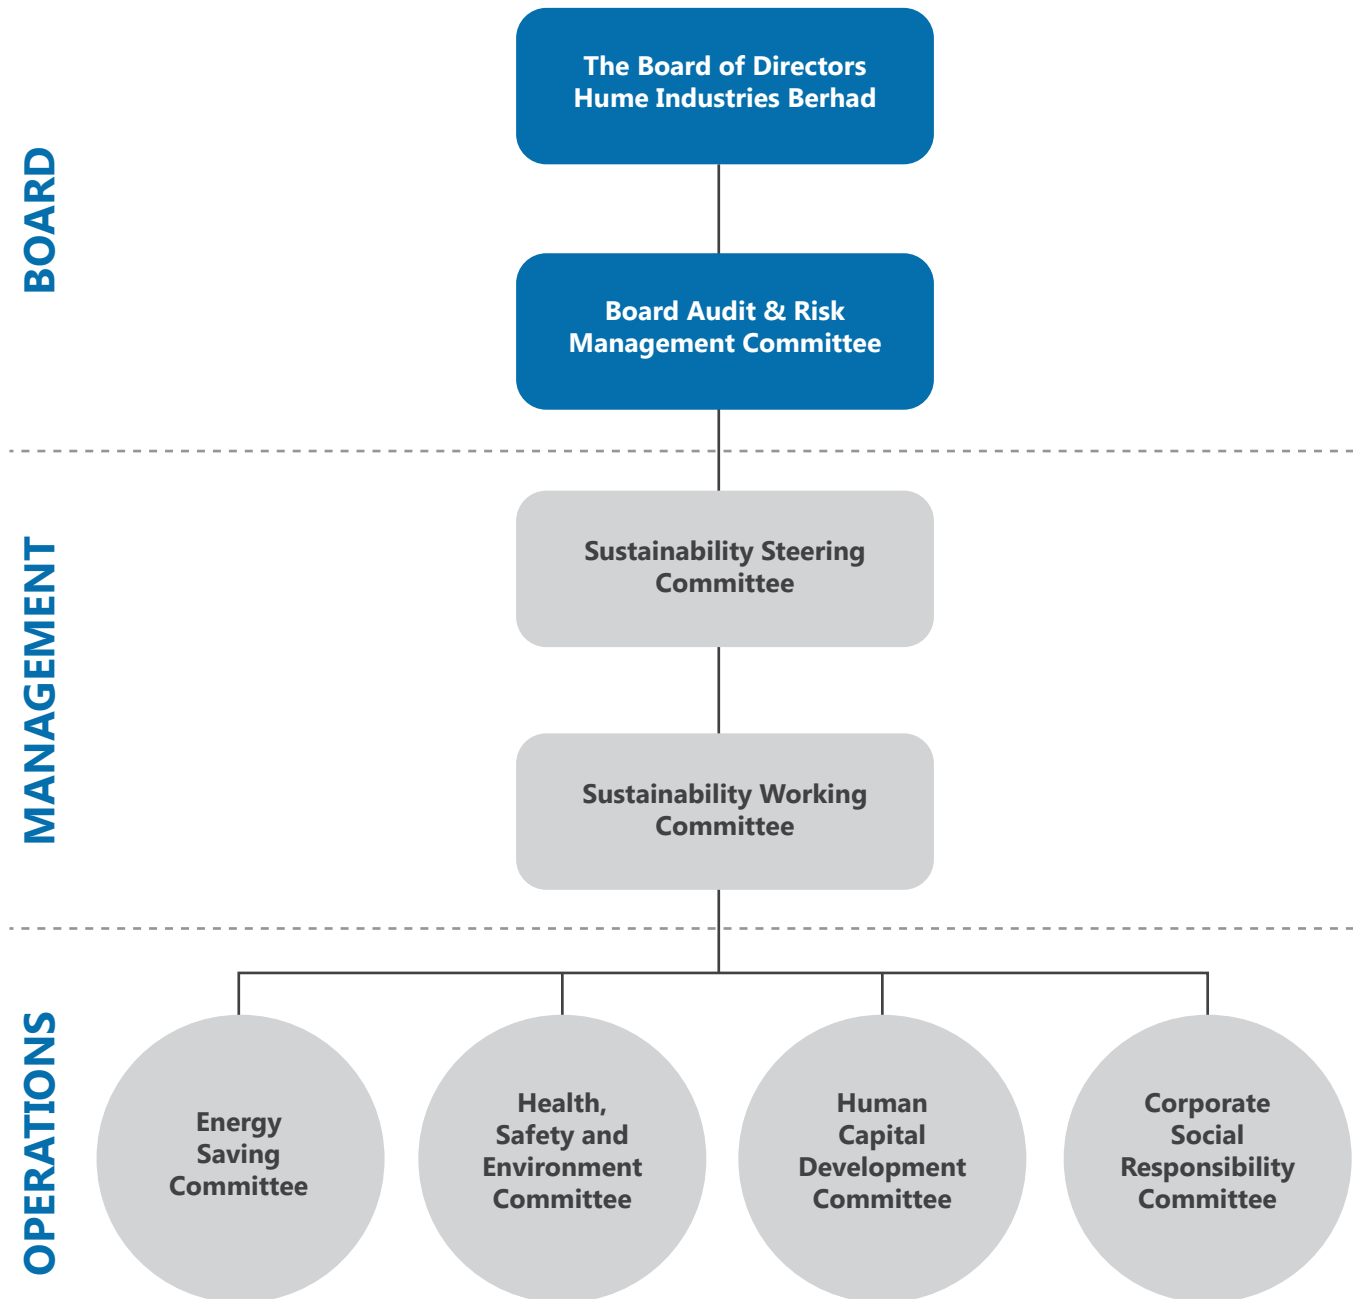 BOARD
The Board of Directors
Hume Industries Berhad
Board Audit & Risk
Management Committee
MANAGEMENT
Sustainability Steering
Committee
Sustainability Working
Committee
OPERATIONS
Energy
Saving
Committee
Health,
Safety and
Environment
Committee
Human
Capital
Development
Committee
Corporate
Social
Responsibility
Committee